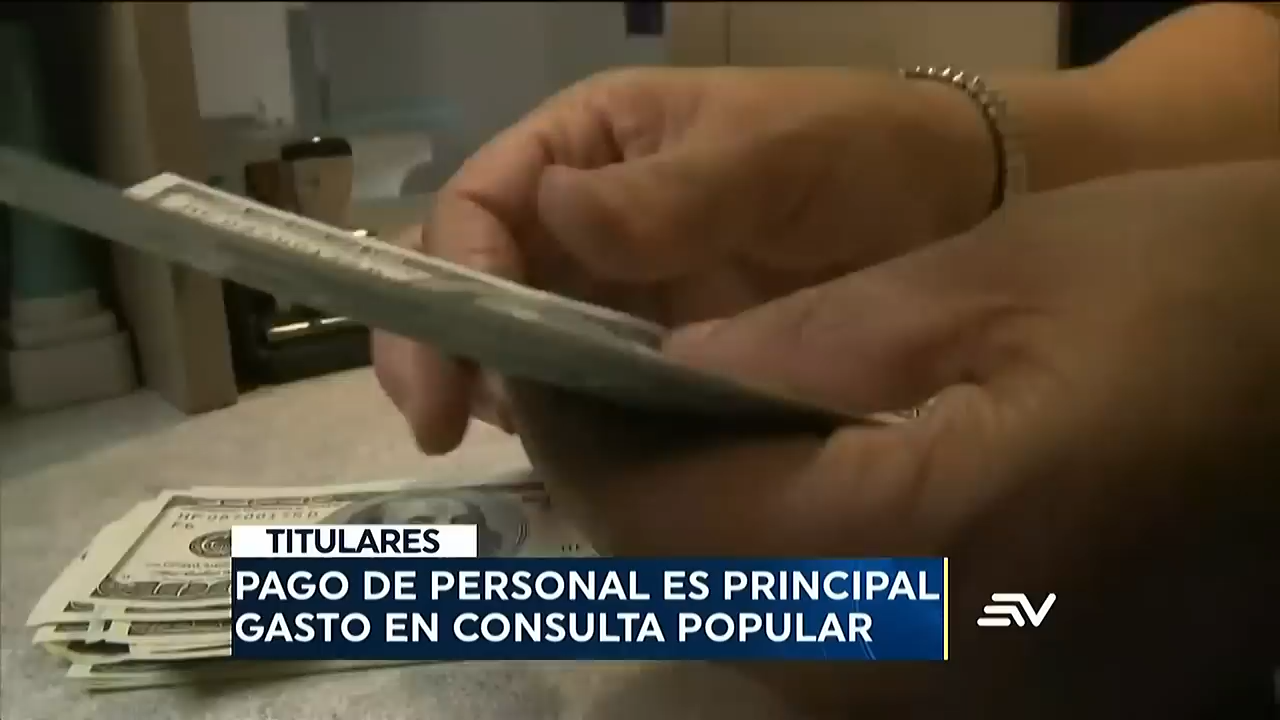 TITULARES
PAGO DE PERSONAL ES PRINCIPAL
GASTO EN CONSULTA POPULAR